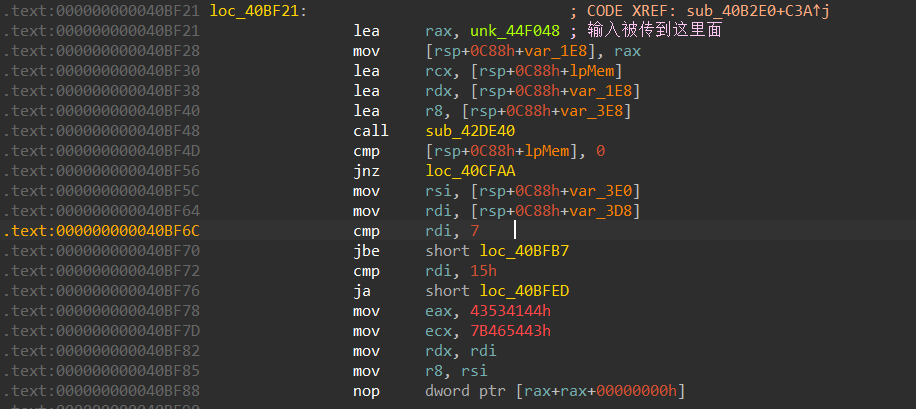 .text:000000000040BF21 loc_40BF21: ; CODE XREF: sub_40B2E0+C3A↑j
.text:000000000040BF21 lea rax, unk_44F048 ; 输入被传到这里面
.text:000000000040BF28 mov [rsp+0C88h+var_1E8], rax
.text:000000000040BF30 lea rcx, [rsp+0C88h+lpMem]
.text:000000000040BF38 lea rdx, [rsp+0C88h+var_1E8]
.text:000000000040BF40 lea r8, [rsp+0C88h+var_3E8]
.text:000000000040BF48 call sub_42DE40
.text:000000000040BF4D cmp [rsp+0C88h+lpMem], 0
.text:000000000040BF56 jnz loc_40CFAA
.text:000000000040BF5C mov rsi, [rsp+0C88h+var_3E0]
.text:000000000040BF64 mov rdi, [rsp+0C88h+var_3D8]
.text:000000000040BF6C cmp rdi, 7
.text:000000000040BF70 jbe short loc_40BFB7
.text:000000000040BF72 cmp rdi, 15h
.text:000000000040BF76 ja short loc_40BFED
.text:000000000040BF78 mov eax, 43534144h
.text:000000000040BF7D mov ecx, 7B465443h
.text:000000000040BF82 mov rdx, rdi
.text:000000000040BF85 mov r8, rsi
.text:000000000040BF88 nop dword ptr [rax+rax+00000000h]